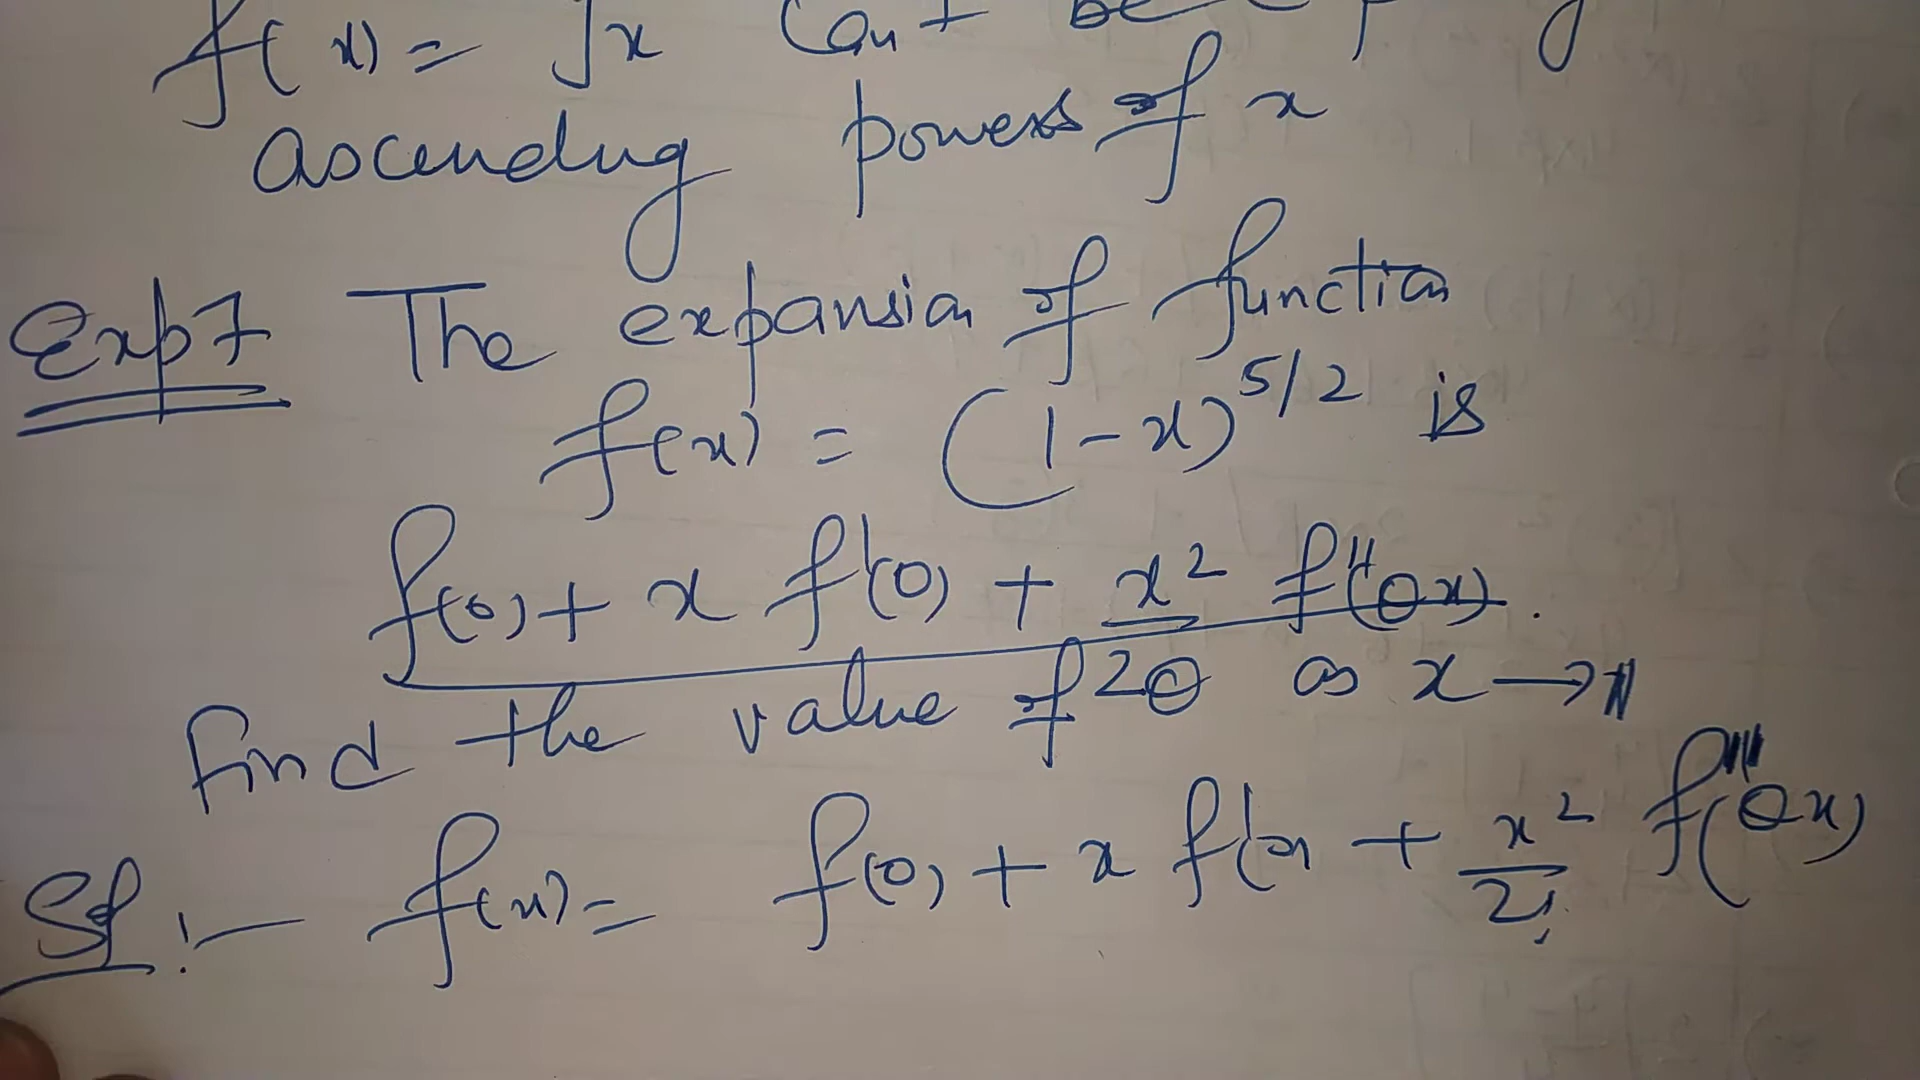 f(x) = √x can't be
ascending powers of x
Exp7 The expansion of function
f(x) = (1-x)^5/2 is
f(0) + x f'(0) + x²/2 f''(θx).
find the value of θ as x → 1
Sol :- f(x) = f(0) + x f'(0) + x²/2! f'''(θx)